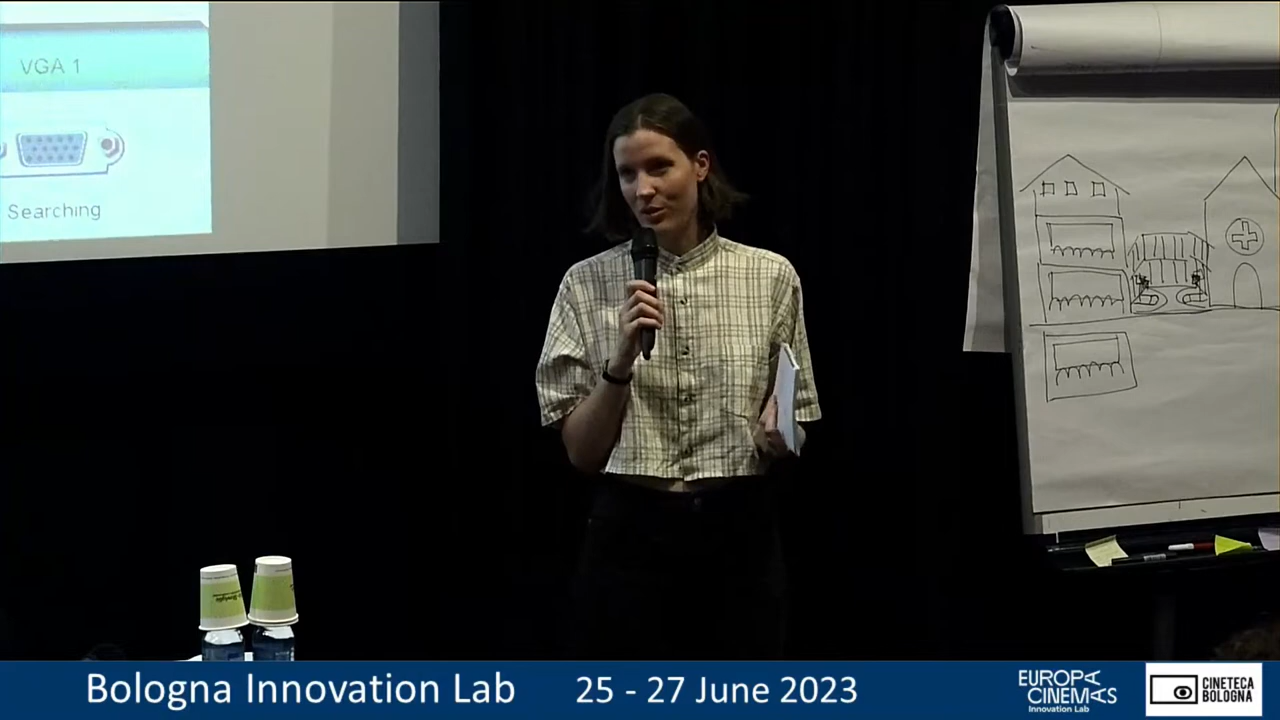 VGA 1
Searching
Bologna Innovation Lab
25 - 27 June 2023
EUROPA
CINEMAS
Innovation Lab
CINETECA
BOLOGNA